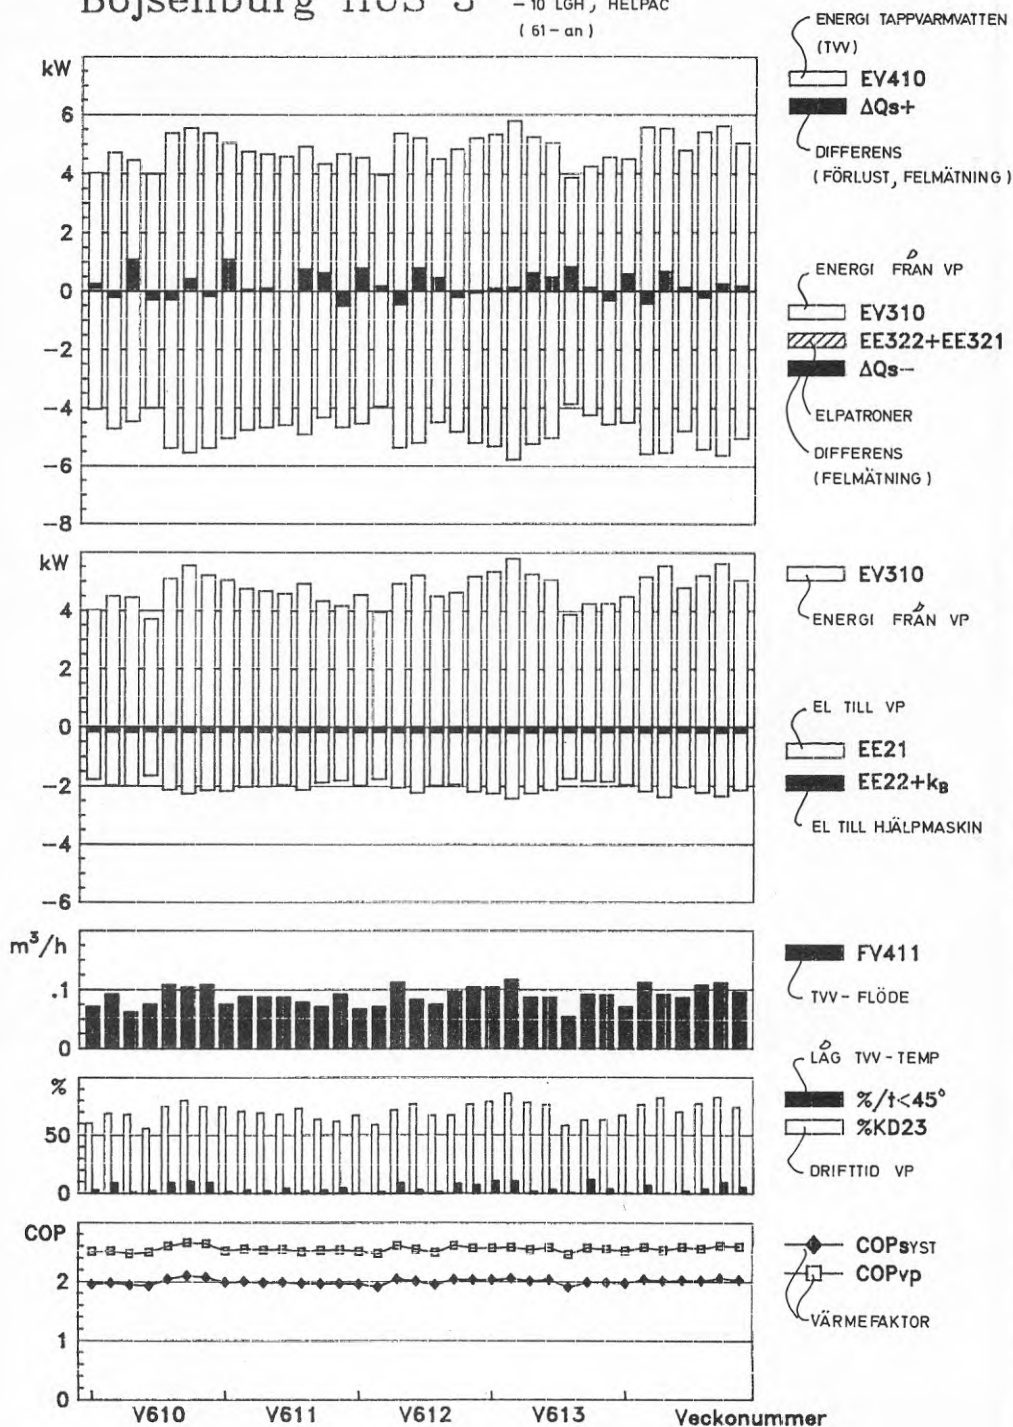 Bojsenburg HUS 3
- 10 LGH, HELPAC
( 61 - an )
kW
6
4
2
0
-2
-4
-6
-8
ENERGI TAPPVARMVATTEN
(TVV)
EV410
ΔQs+
DIFFERENS
(FÖRLUST, FELMÄTNING)
ENERGI FRÅN VP
EV310
EE322+EE321
ΔQs-
ELPATRONER
DIFFERENS
(FELMÄTNING)
kW
4
2
0
-2
-4
-6
EV310
ENERGI FRÅN VP
EL TILL VP
EE21
EE22+kB
EL TILL HJÄLPMASKIN
m³/h
.1
0
FV411
TVV - FLÖDE
%
50
0
LÅG TVV - TEMP
%/t<45°
%KD23
DRIFTTID VP
COP
2
1
0
COPSYST
COPVP
VÄRMEFAKTOR
V610 V611 V612 V613 Veckonummer